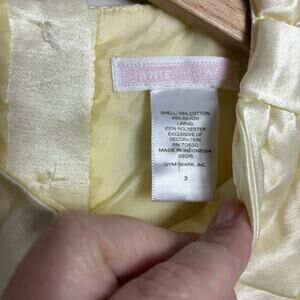 JANIE
SHELL: 55% COTTON
45% RAYON
LINING:
100% POLYESTER
EXCLUSIVE OF
DECORATION
RN 70530
MADE IN INDONESIA
©2015
GYM-MARK, INC.
3